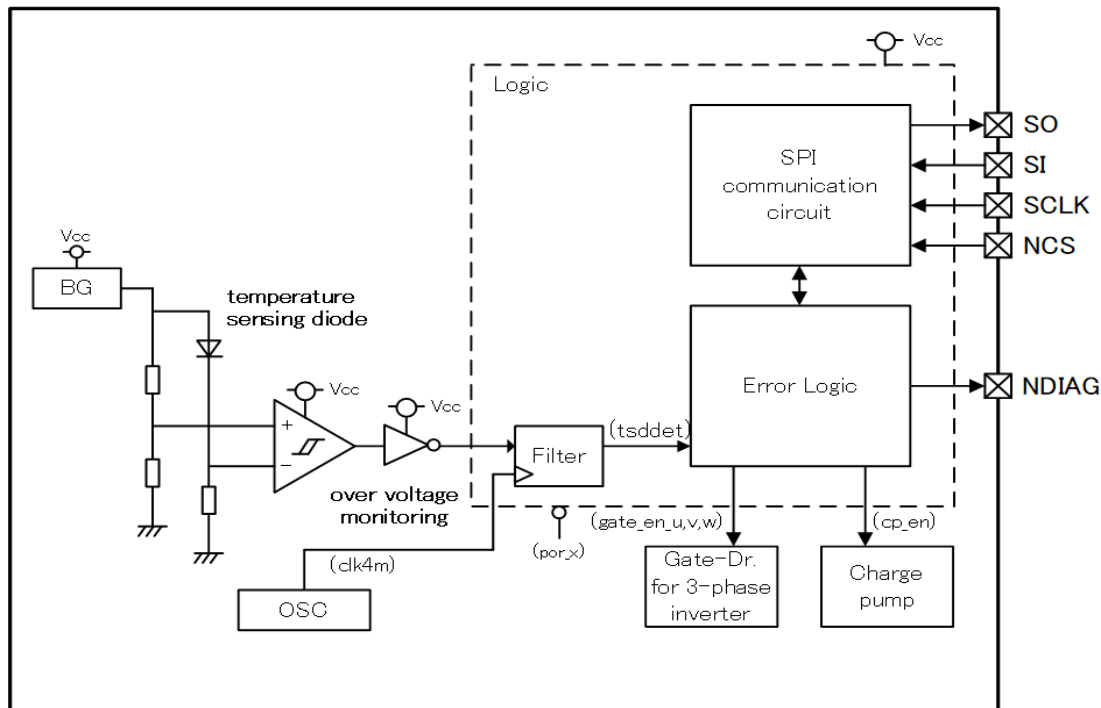 Vcc
Logic
SPI
communication
circuit
SO
SI
SCLK
NCS
Vcc
BG
temperature
sensing diode
Vcc
Vcc
+
−
Error Logic
NDIAG
(tsddet)
Filter
over voltage
monitoring
(clk4m)
OSC
(por_x)
(gate_en_u,v,w)
(cp_en)
Gate-Dr.
for 3-phase
inverter
Charge
pump